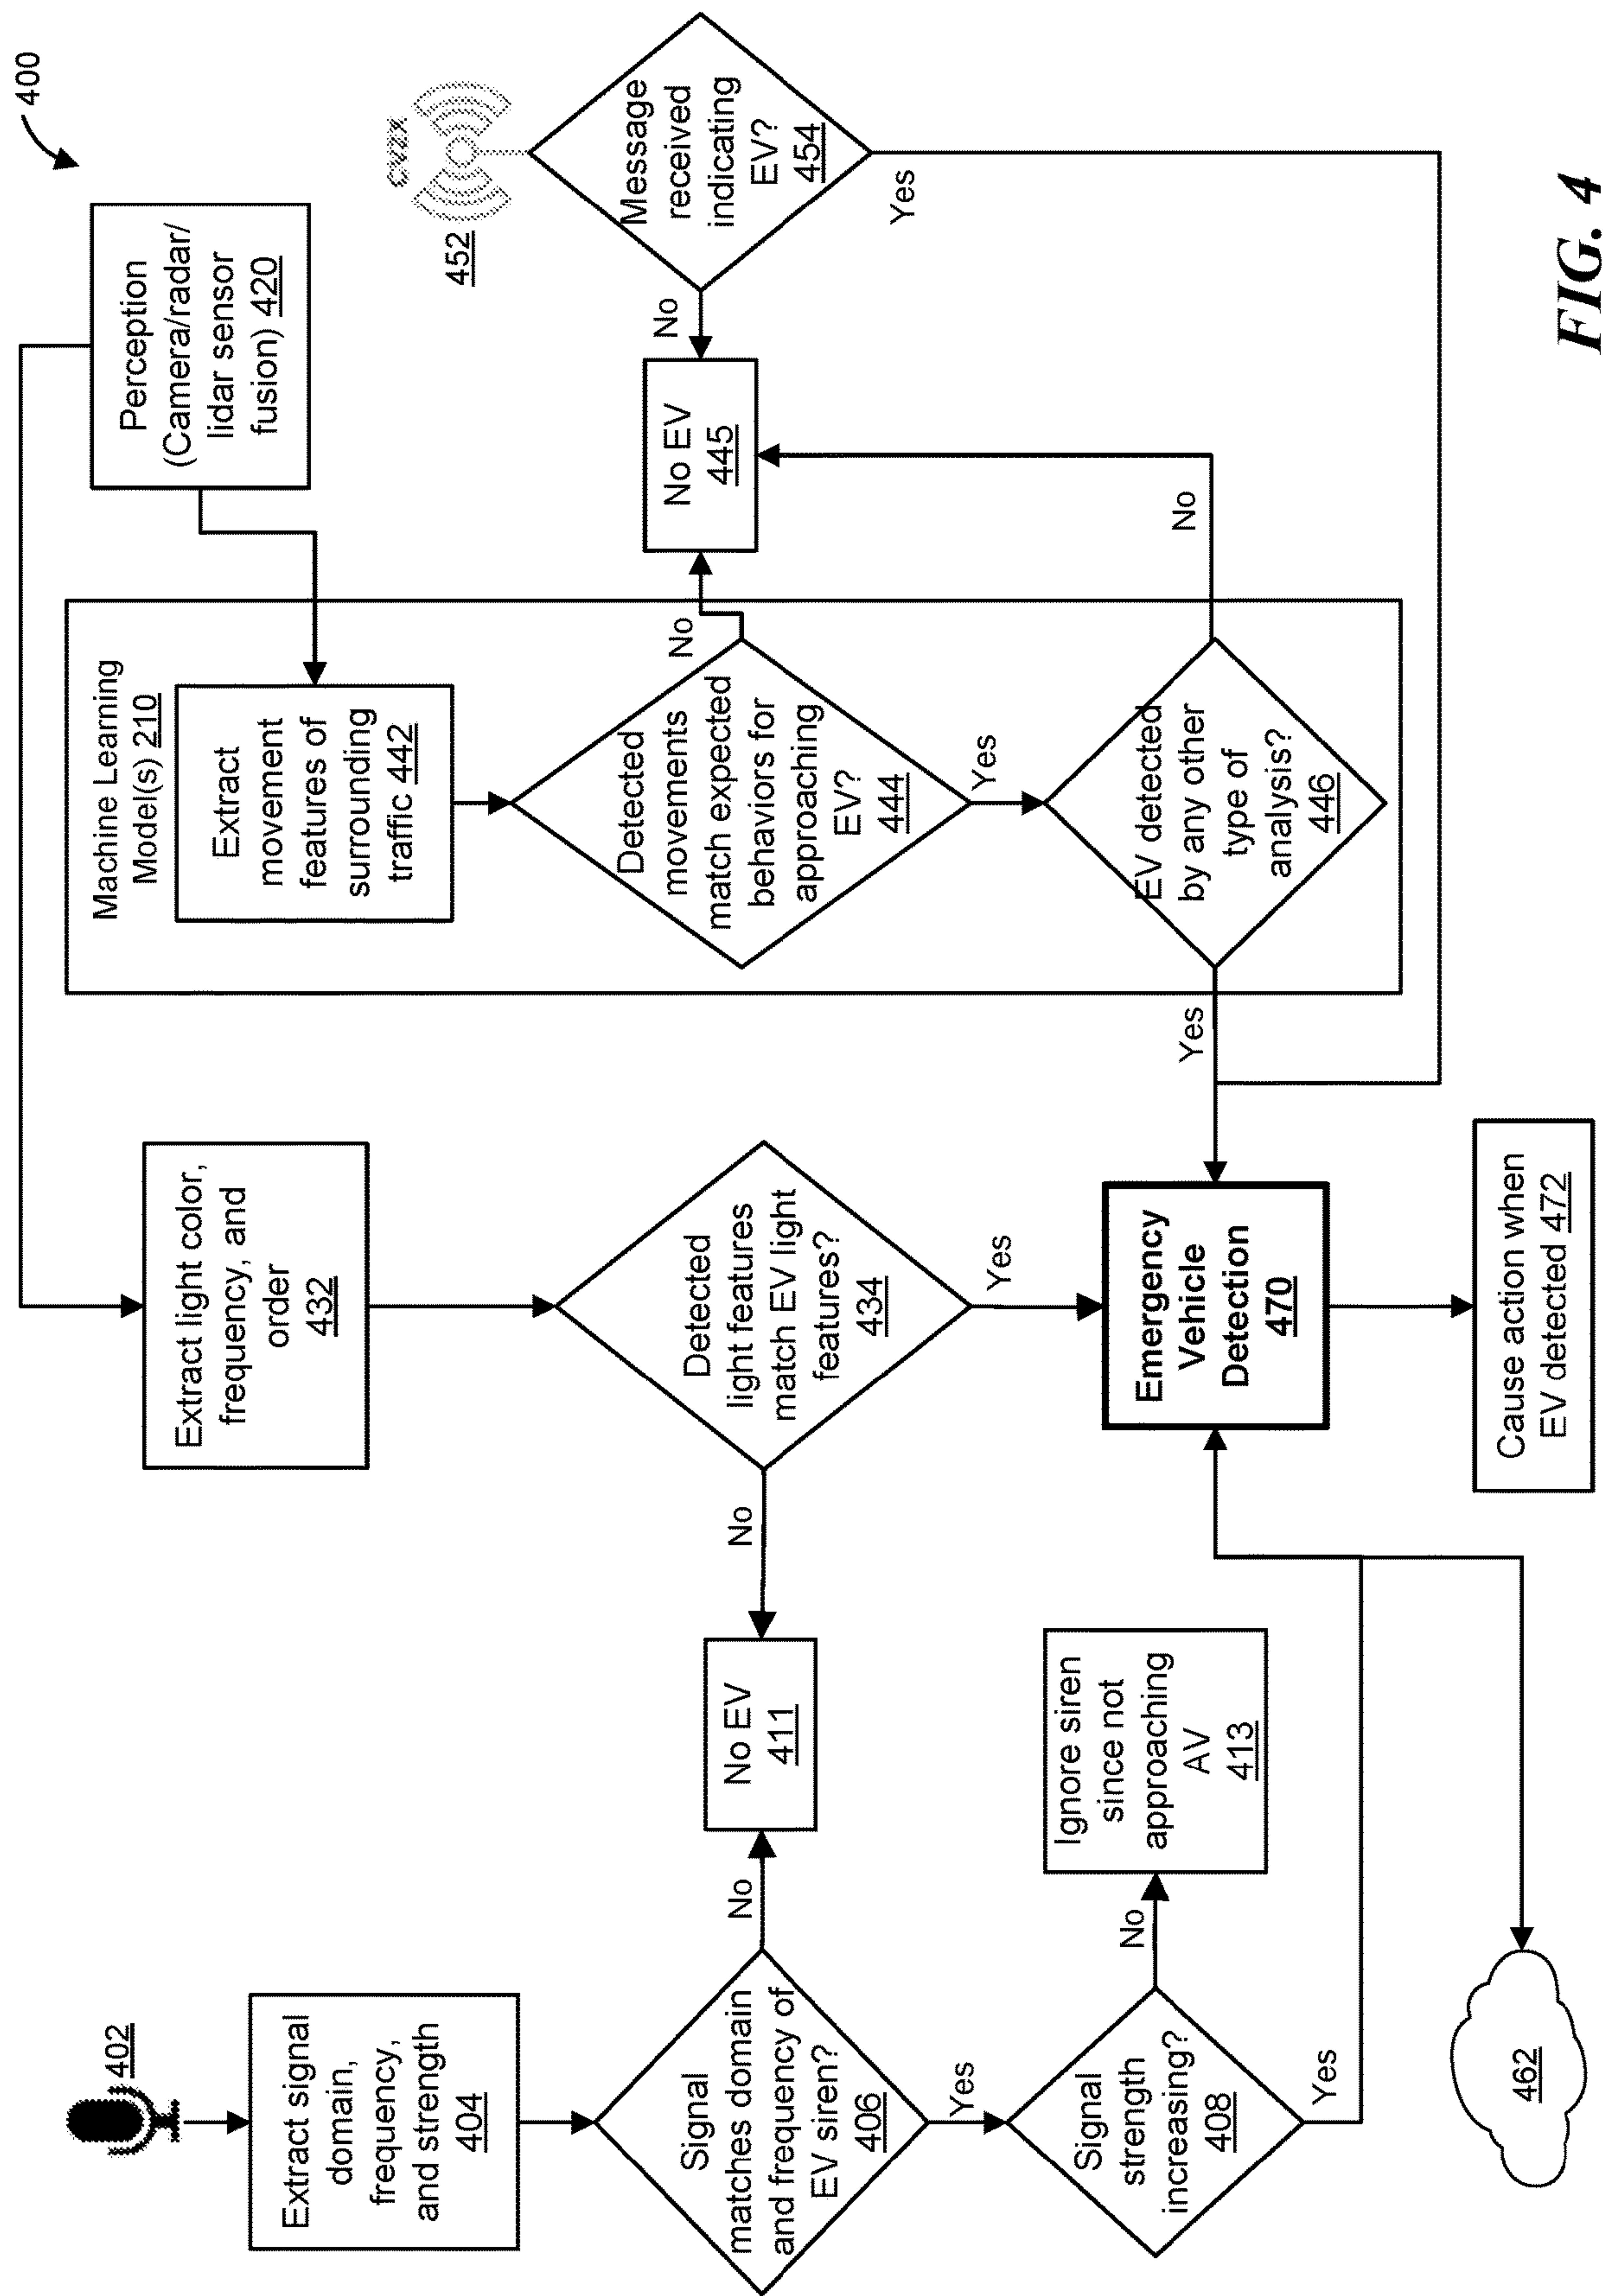 400
402
Extract signal
domain,
frequency,
and strength
404
Signal
matches domain
and frequency of
EV siren?
406
No
Yes
Signal
strength
increasing?
408
No
Yes
Ignore siren
since not
approaching
AV
413
No EV
411
462
Extract light color,
frequency, and
order
432
Detected
light features
match EV light
features?
434
No
Yes
Emergency
Vehicle
Detection
470
Cause action when
EV detected 472
Perception
(Camera/radar/
lidar sensor
fusion) 420
Machine Learning
Model(s) 210
Extract
movement
features of
surrounding
traffic 442
Detected
movements
match expected
behaviors for
approaching
EV?
444
No
Yes
EV detected
by any other
type of
analysis?
446
Yes
No
No EV
445
CV2X
452
Message
received
indicating
EV?
454
No
Yes
FIG. 4